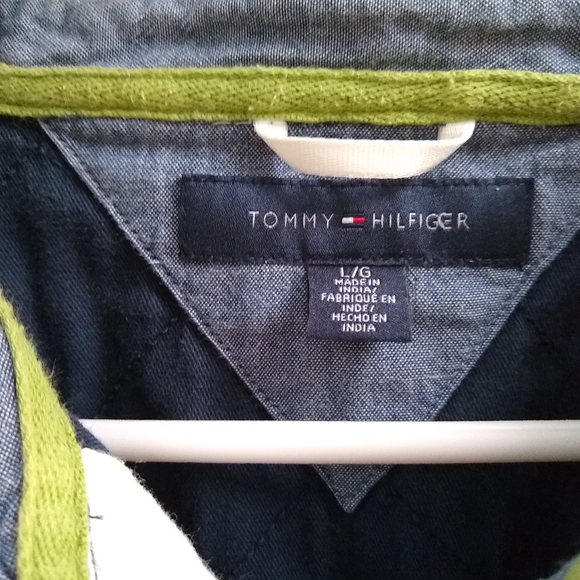 TOMMY HILFIGER
L/G
MADE IN
INDIA/
FABRIQUÉ EN
INDE/
HECHO EN
INDIA